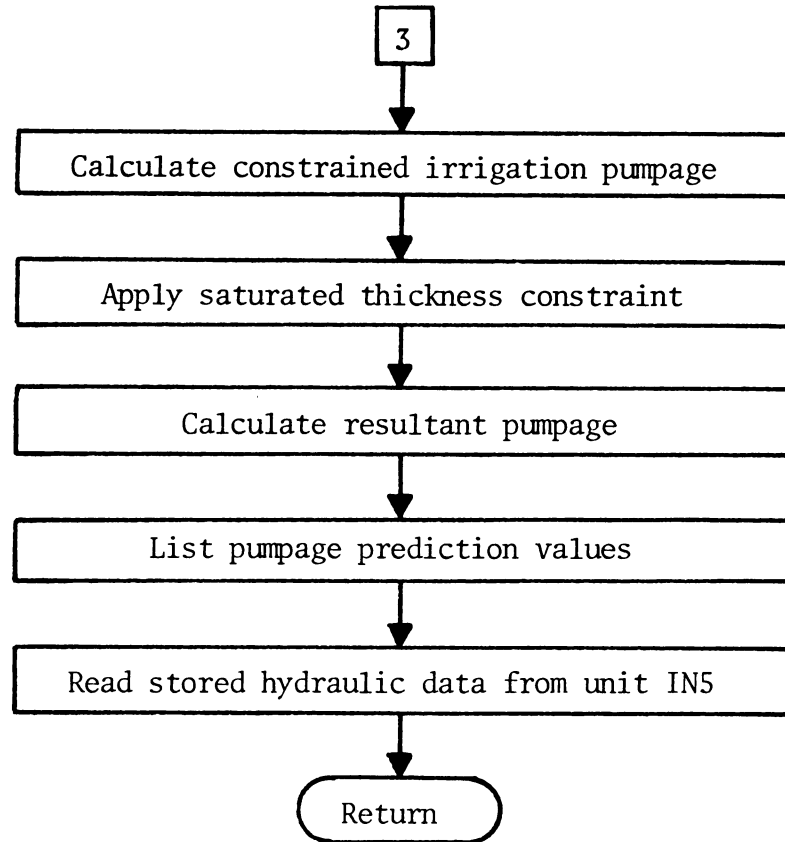 3
Calculate constrained irrigation pumpage
Apply saturated thickness constraint
Calculate resultant pumpage
List pumpage prediction values
Read stored hydraulic data from unit IN5
Return